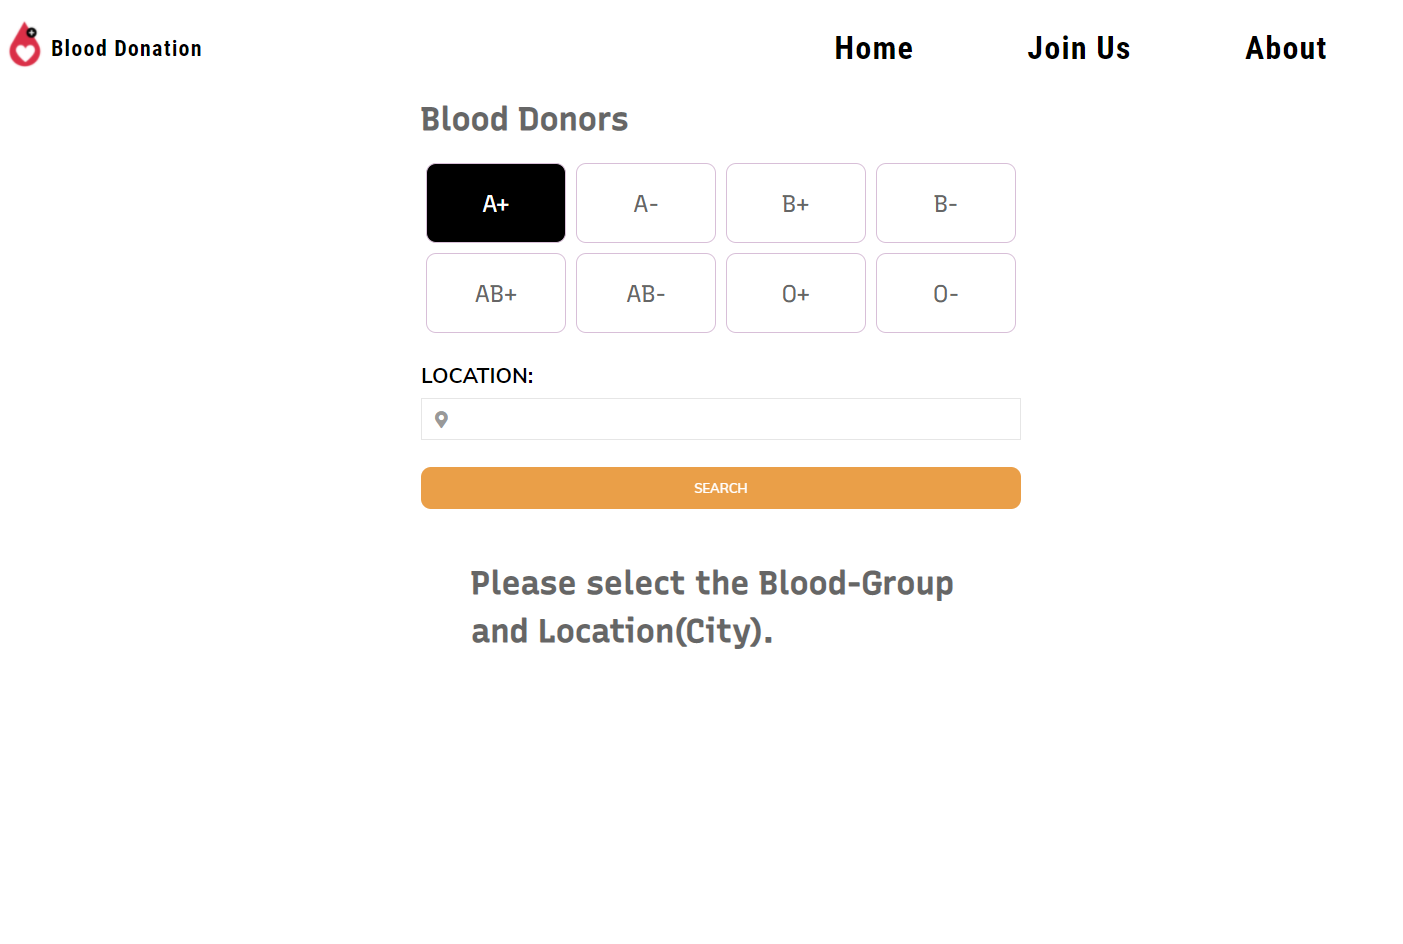 Blood Donation
Home Join Us About
Blood Donors
A+ A- B+ B-
AB+ AB- O+ O-
LOCATION:
SEARCH
Please select the Blood-Group
and Location(City).